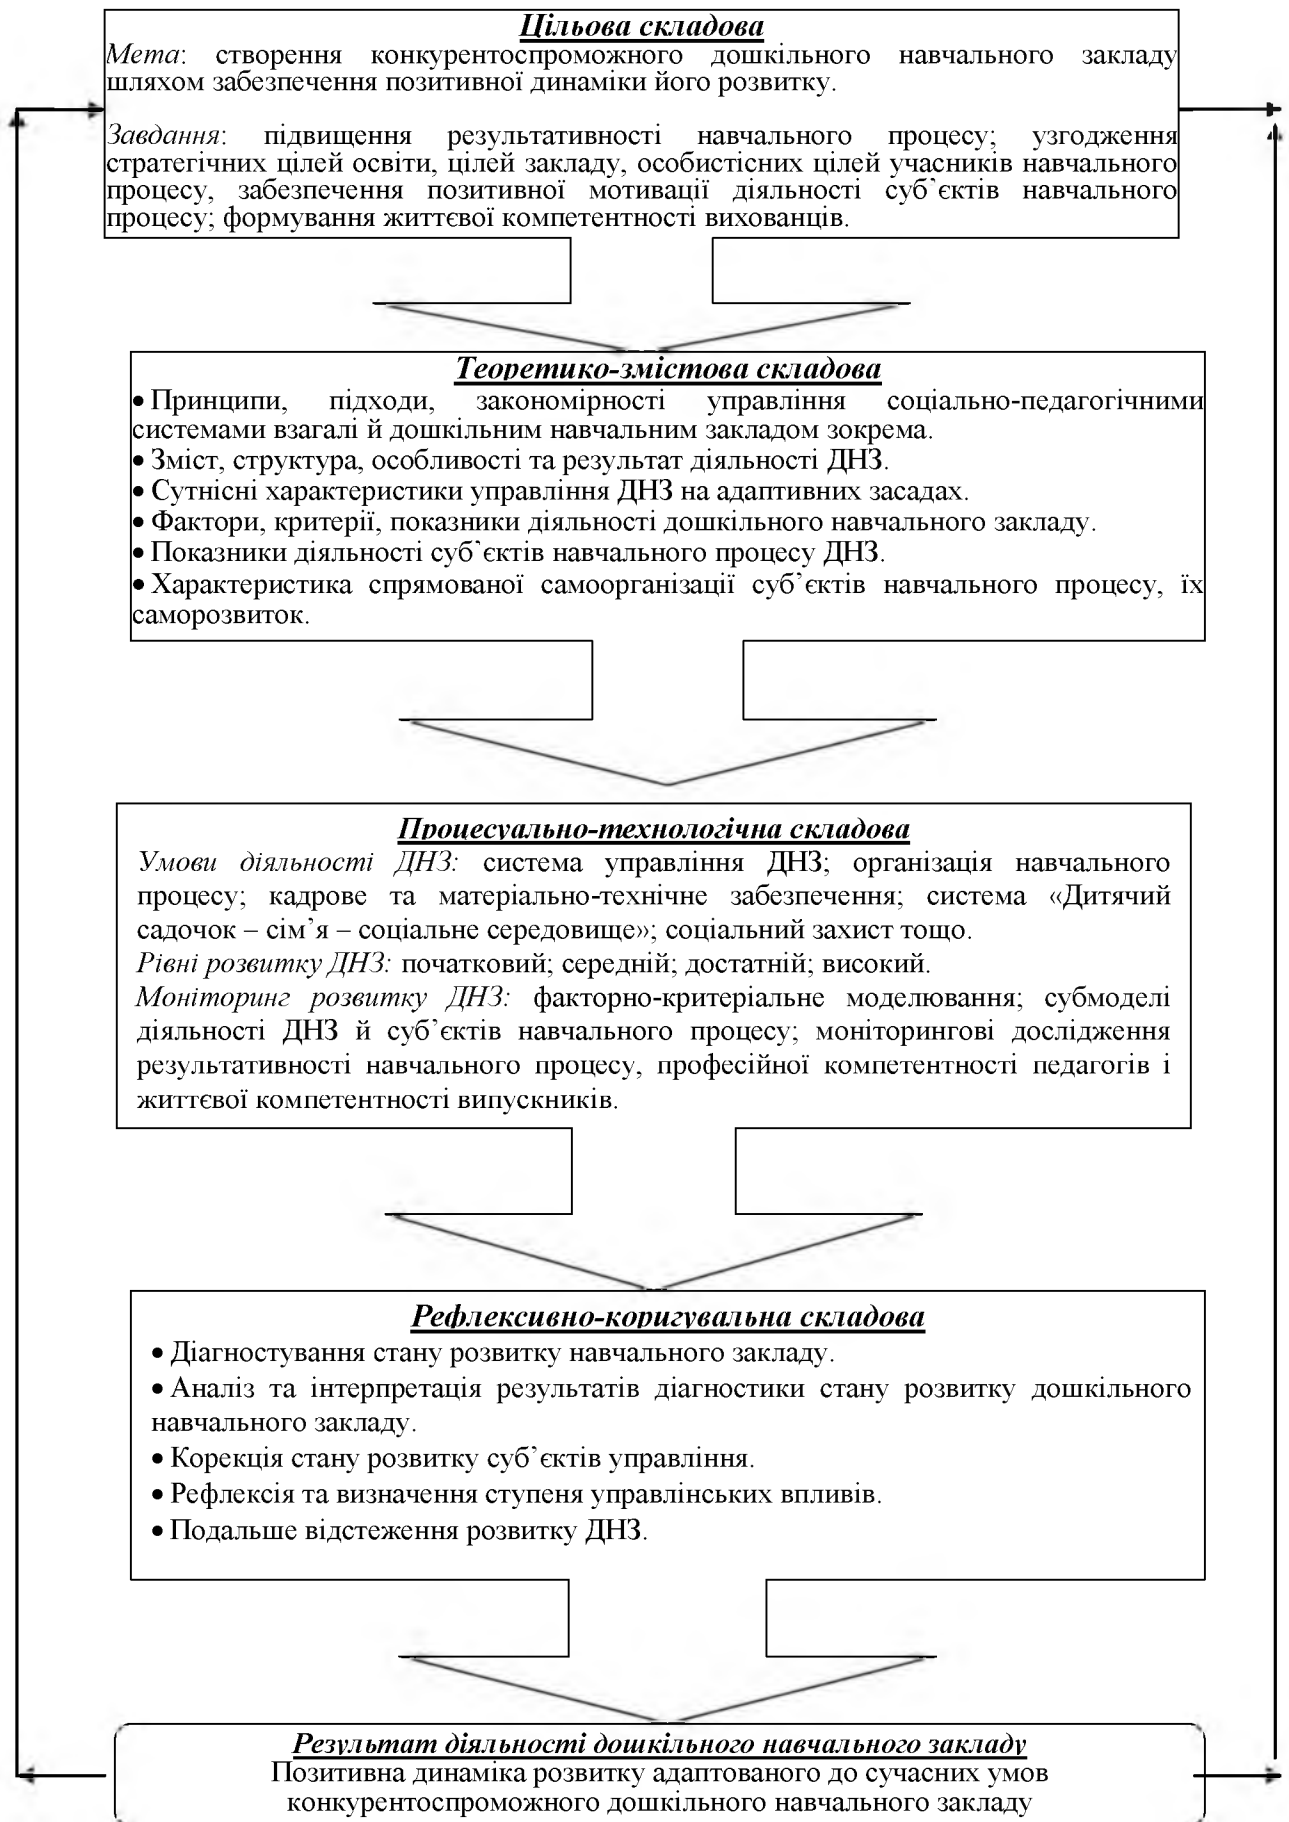 Цільова складова
Мета: створення конкурентоспроможного дошкільного навчального закладу
шляхом забезпечення позитивної динаміки його розвитку.
Завдання: підвищення результативності навчального процесу; узгодження
стратегічних цілей освіти, цілей закладу, особистісних цілей учасників навчального
процесу, забезпечення позитивної мотивації діяльності суб'єктів навчального
процесу; формування життєвої компетентності вихованців.
Теоретико-змістова складова
• Принципи, підходи, закономірності управління соціально-педагогічними
системами взагалі й дошкільним навчальним закладом зокрема.
• Зміст, структура, особливості та результат діяльності ДНЗ.
• Сутнісні характеристики управління ДНЗ на адаптивних засадах.
• Фактори, критерії, показники діяльності дошкільного навчального закладу.
• Показники діяльності суб'єктів навчального процесу ДНЗ.
• Характеристика спрямованої самоорганізації суб'єктів навчального процесу, їх
саморозвиток.
Процесуально-технологічна складова
Умови діяльності ДНЗ: система управління ДНЗ; організація навчального
процесу; кадрове та матеріально-технічне забезпечення; система «Дитячий
садочок – сім'я – соціальне середовище»; соціальний захист тощо.
Рівні розвитку ДНЗ: початковий; середній; достатній; високий.
Моніторинг розвитку ДНЗ: факторно-критеріальне моделювання; субмоделі
діяльності ДНЗ й суб'єктів навчального процесу; моніторингові дослідження
результативності навчального процесу, професійної компетентності педагогів і
життєвої компетентності випускників.
Рефлексивно-коригувальна складова
• Діагностування стану розвитку навчального закладу.
• Аналіз та інтерпретація результатів діагностики стану розвитку дошкільного
навчального закладу.
• Корекція стану розвитку суб'єктів управління.
• Рефлексія та визначення ступеня управлінських впливів.
• Подальше відстеження розвитку ДНЗ.
Результат діяльності дошкільного навчального закладу
Позитивна динаміка розвитку адаптованого до сучасних умов
конкурентоспроможного дошкільного навчального закладу